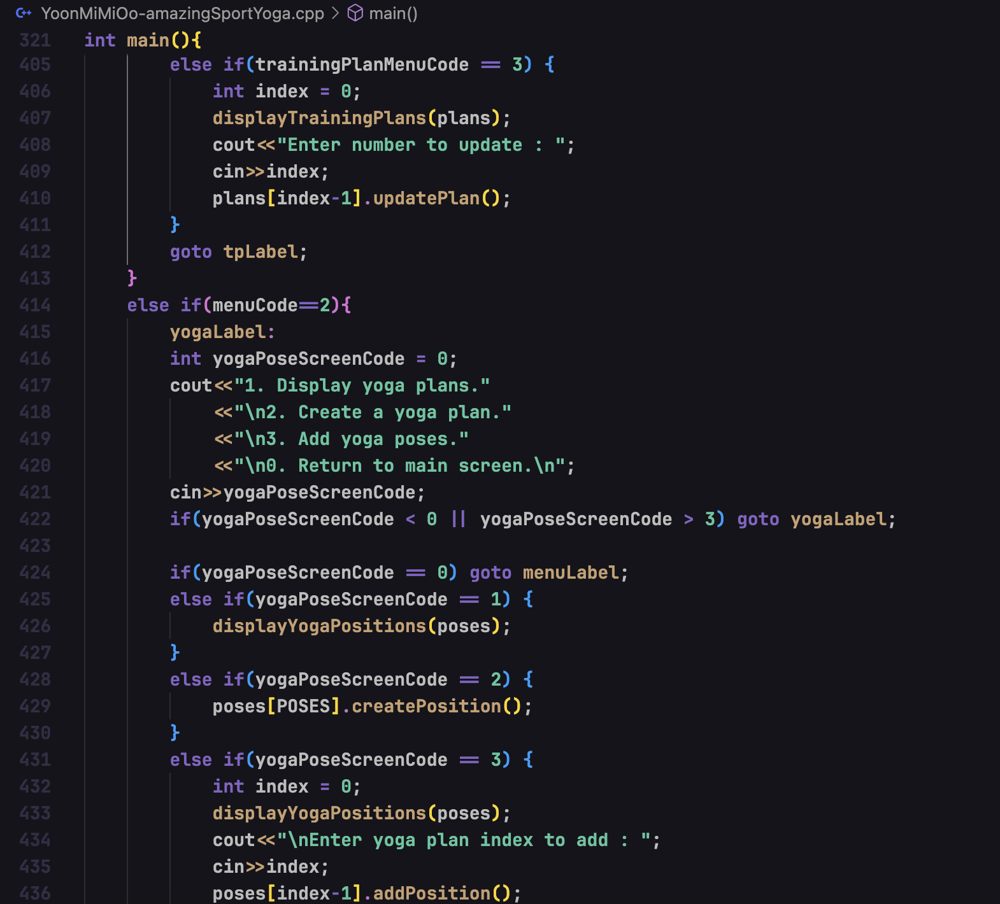 YoonMiMiOo-amazingSportYoga.cpp > main()
321 int main(){
405 else if(trainingPlanMenuCode == 3) {
406 int index = 0;
407 displayTrainingPlans(plans);
408 cout<<"Enter number to update : ";
409 cin>>index;
410 plans[index-1].updatePlan();
411 }
412 goto tpLabel;
413 }
414 else if(menuCode==2){
415 yogaLabel:
416 int yogaPoseScreenCode = 0;
417 cout<<"1. Display yoga plans."
418 <<"\n2. Create a yoga plan."
419 <<"\n3. Add yoga poses."
420 <<"\n0. Return to main screen.\n";
421 cin>>yogaPoseScreenCode;
422 if(yogaPoseScreenCode < 0 || yogaPoseScreenCode > 3) goto yogaLabel;
423
424 if(yogaPoseScreenCode == 0) goto menuLabel;
425 else if(yogaPoseScreenCode == 1) {
426 displayYogaPositions(poses);
427 }
428 else if(yogaPoseScreenCode == 2) {
429 poses[POSES].createPosition();
430 }
431 else if(yogaPoseScreenCode == 3) {
432 int index = 0;
433 displayYogaPositions(poses);
434 cout<<"\nEnter yoga plan index to add : ";
435 cin>>index;
436 poses[index-1].addPosition();